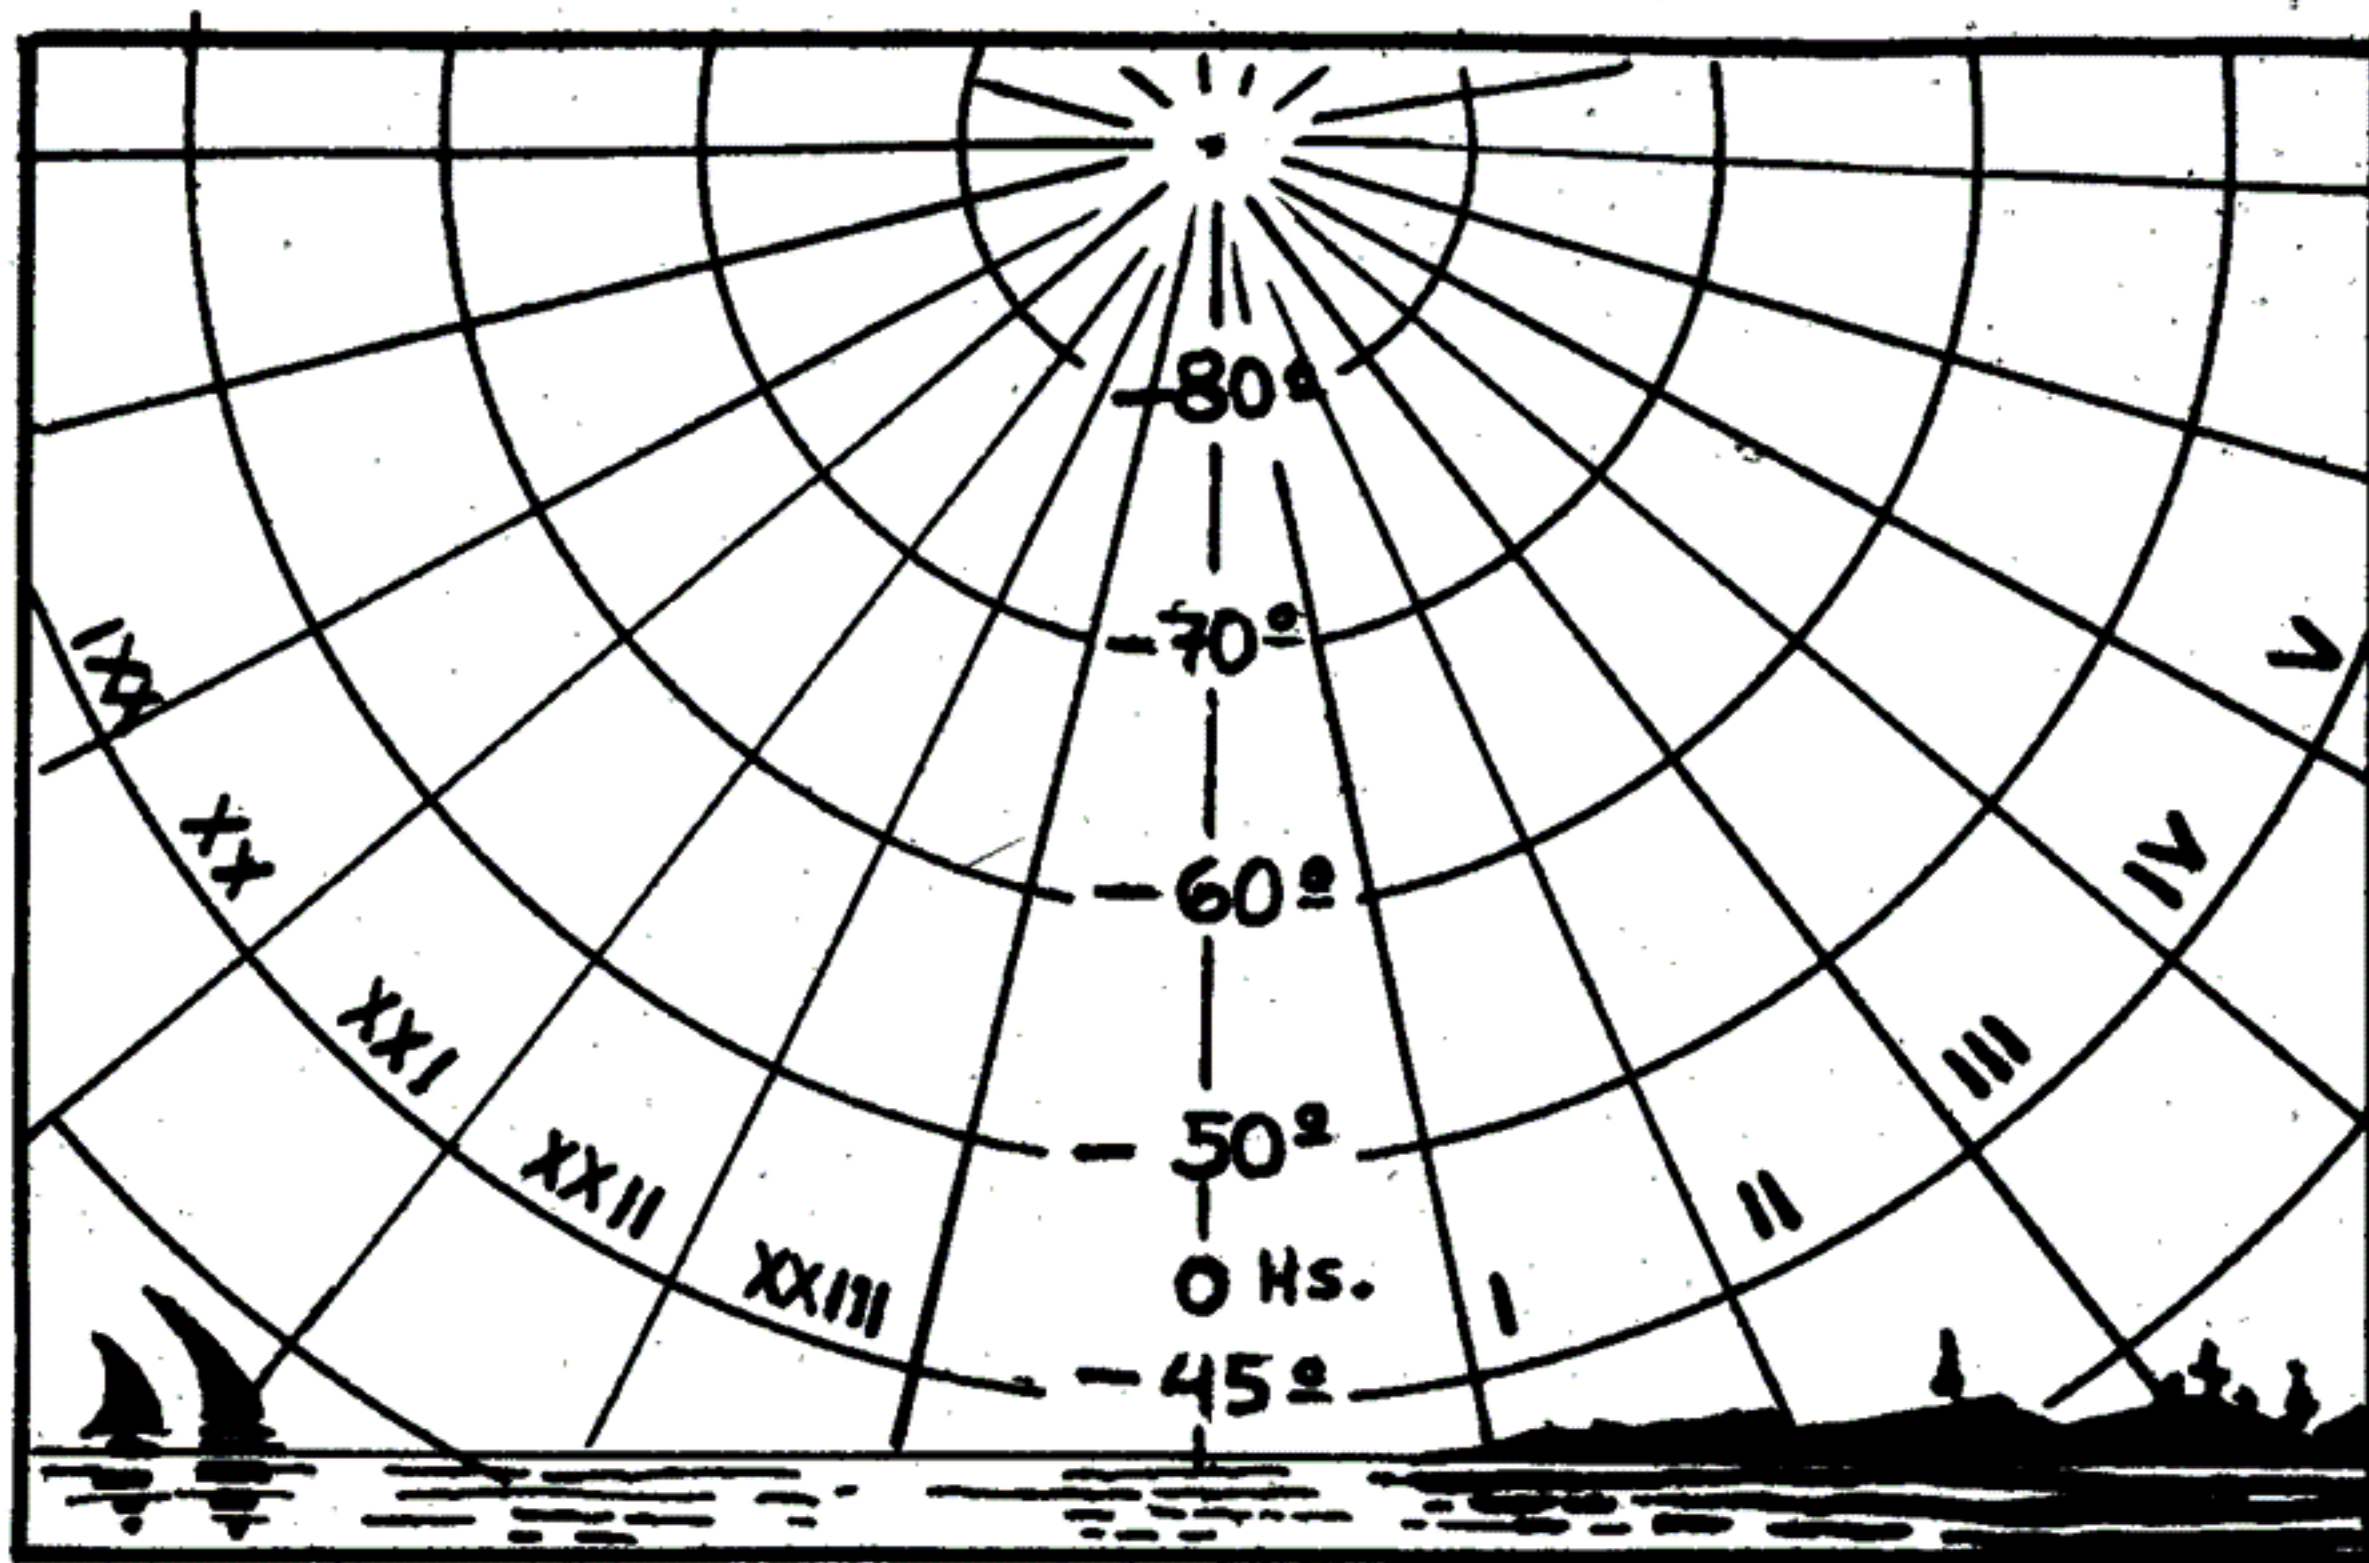 -80º
-70º
-60º
-50º
0 Hs.
-45º
XX
XXI
XXII
XXIII
I
II
III
IV
V